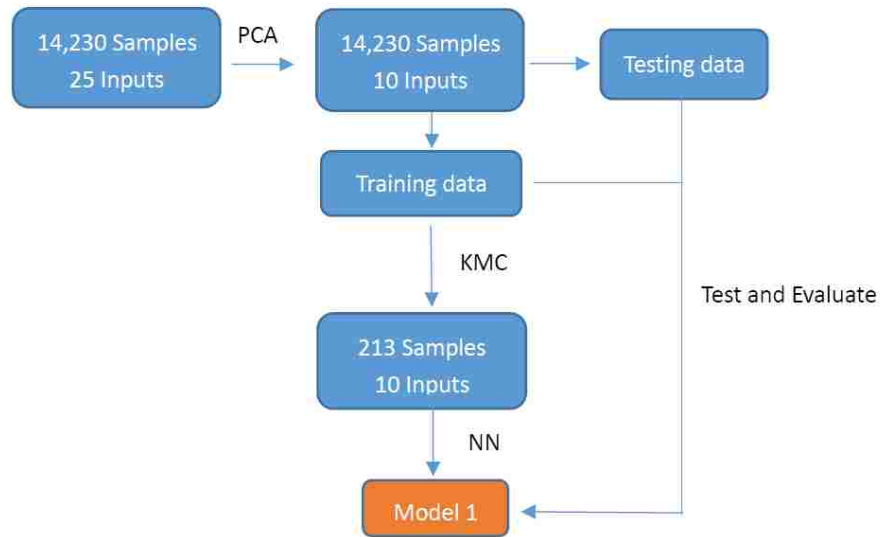 14,230 Samples
25 Inputs
PCA
14,230 Samples
10 Inputs
Testing data
Training data
KMC
Test and Evaluate
213 Samples
10 Inputs
NN
Model 1